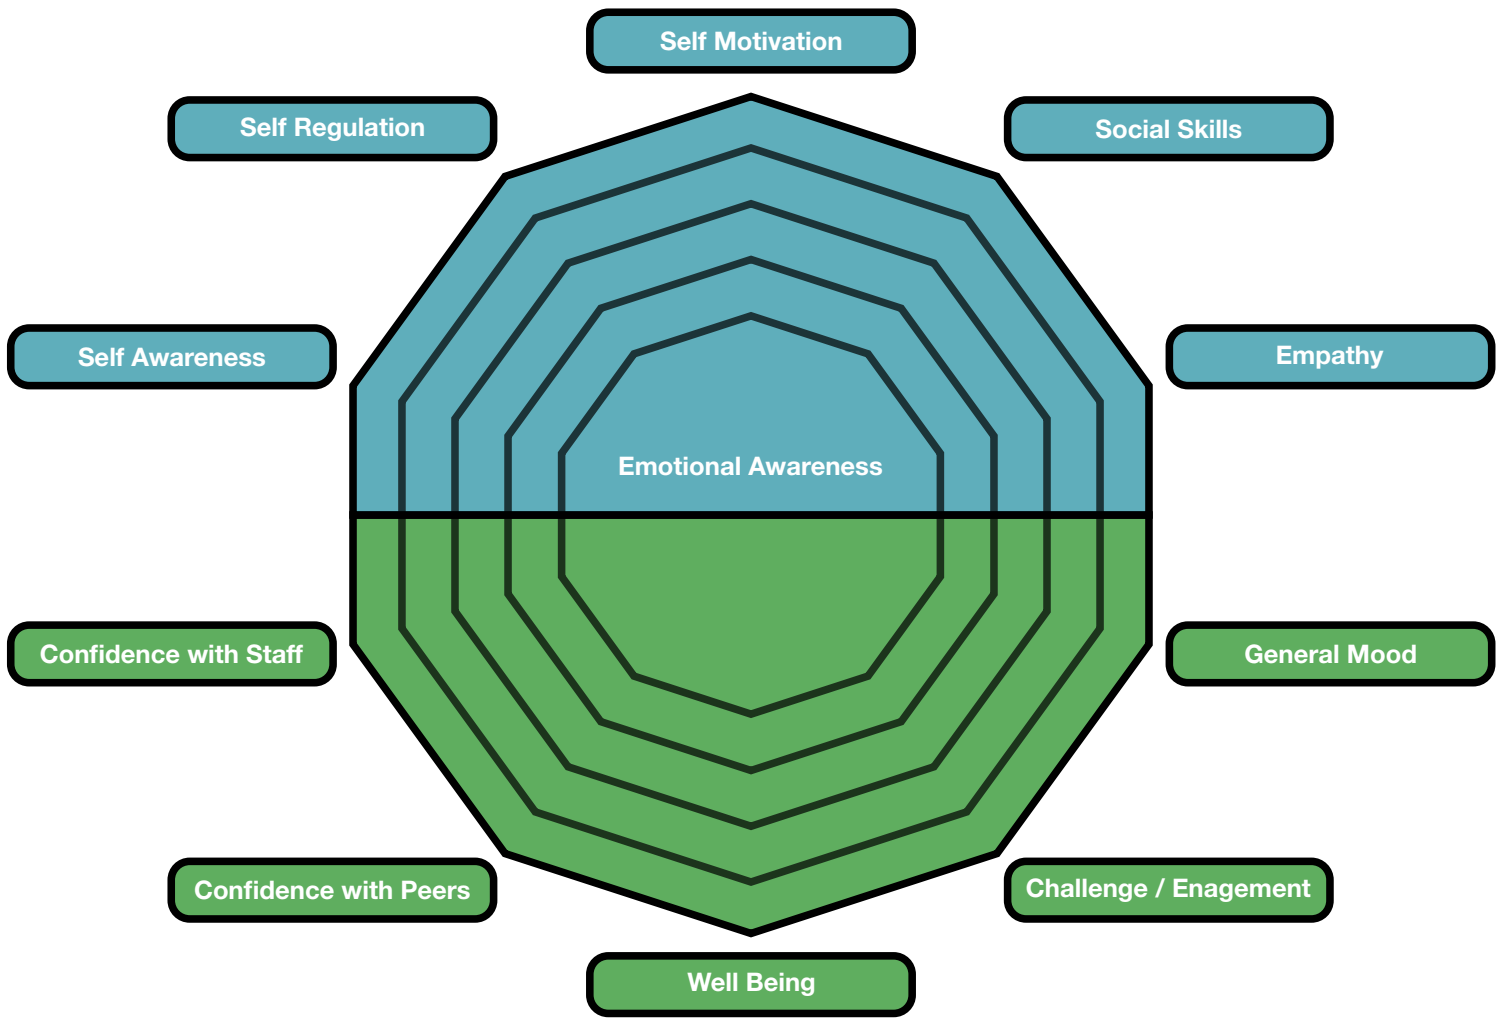 Self Motivation
Self Regulation
Social Skills
Self Awareness
Empathy
Emotional Awareness
Confidence with Staff
General Mood
Confidence with Peers
Challenge / Enagement
Well Being